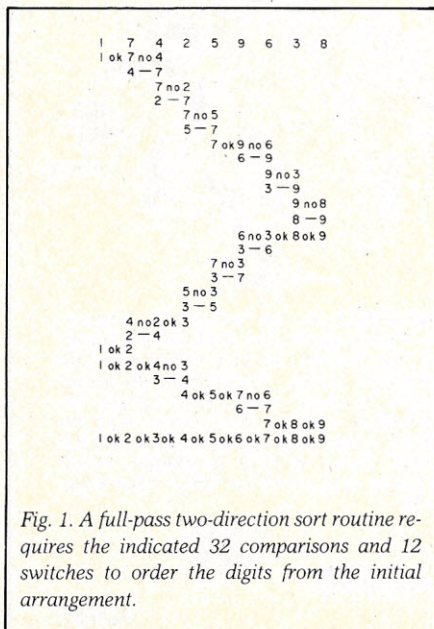 1 7 4 2 5 9 6 3 8
1 ok 7 no 4
4 — 7
7 no 2
2 — 7
7 no 5
5 — 7
7 ok 9 no 6
6 — 9
9 no 3
3 — 9
9 no 8
8 — 9
6 no 3 ok 8 ok 9
3 — 6
7 no 3
3 — 7
5 no 3
3 — 5
4 no 2 ok 3
2 — 4
1 ok 2
1 ok 2 ok 4 no 3
3 — 4
4 ok 5 ok 7 no 6
6 — 7
7 ok 8 ok 9
1 ok 2 ok 3 ok 4 ok 5 ok 6 ok 7 ok 8 ok 9
Fig. 1. A full-pass two-direction sort routine re-
quires the indicated 32 comparisons and 12
switches to order the digits from the initial
arrangement.